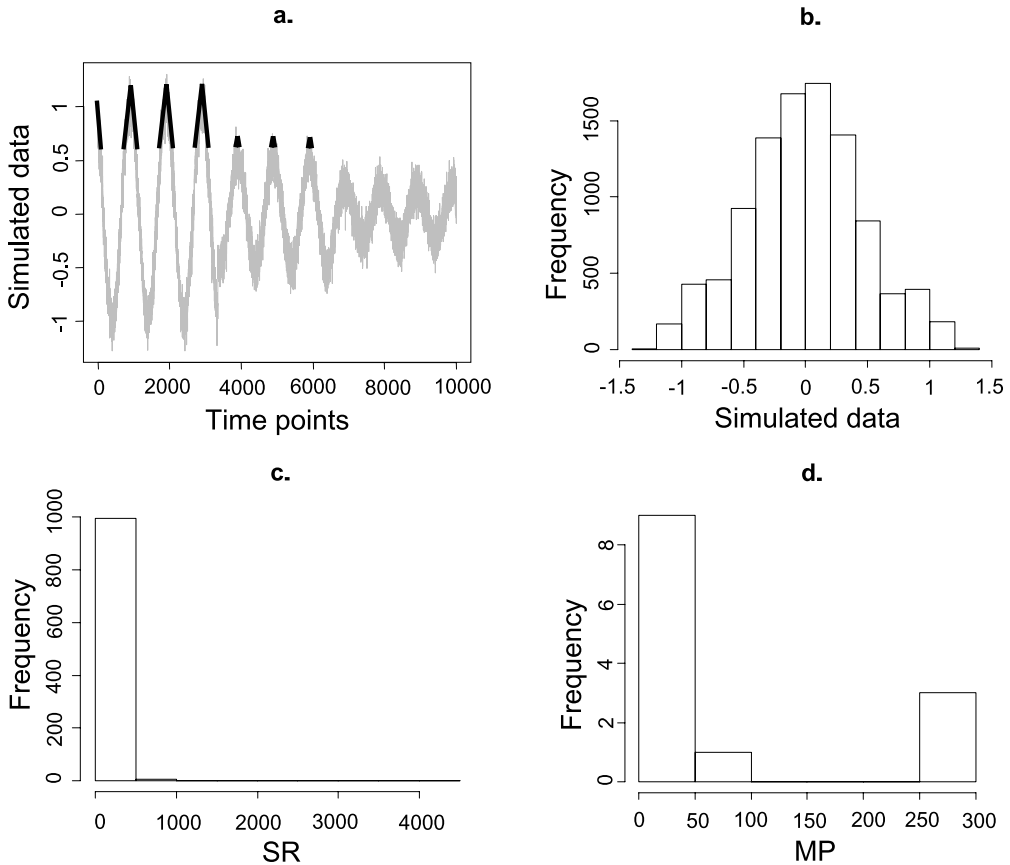 a.
1
0.5
0
-0.5
-1
Simulated data
0 2000 4000 6000 8000 10000
Time points
b.
1500
1000
500
0
Frequency
-1.5 -1 -0.5 0 0.5 1 1.5
Simulated data
c.
1000
800
600
400
200
0
Frequency
0 1000 2000 3000 4000
SR
d.
8
6
4
2
0
Frequency
0 50 100 150 200 250 300
MP